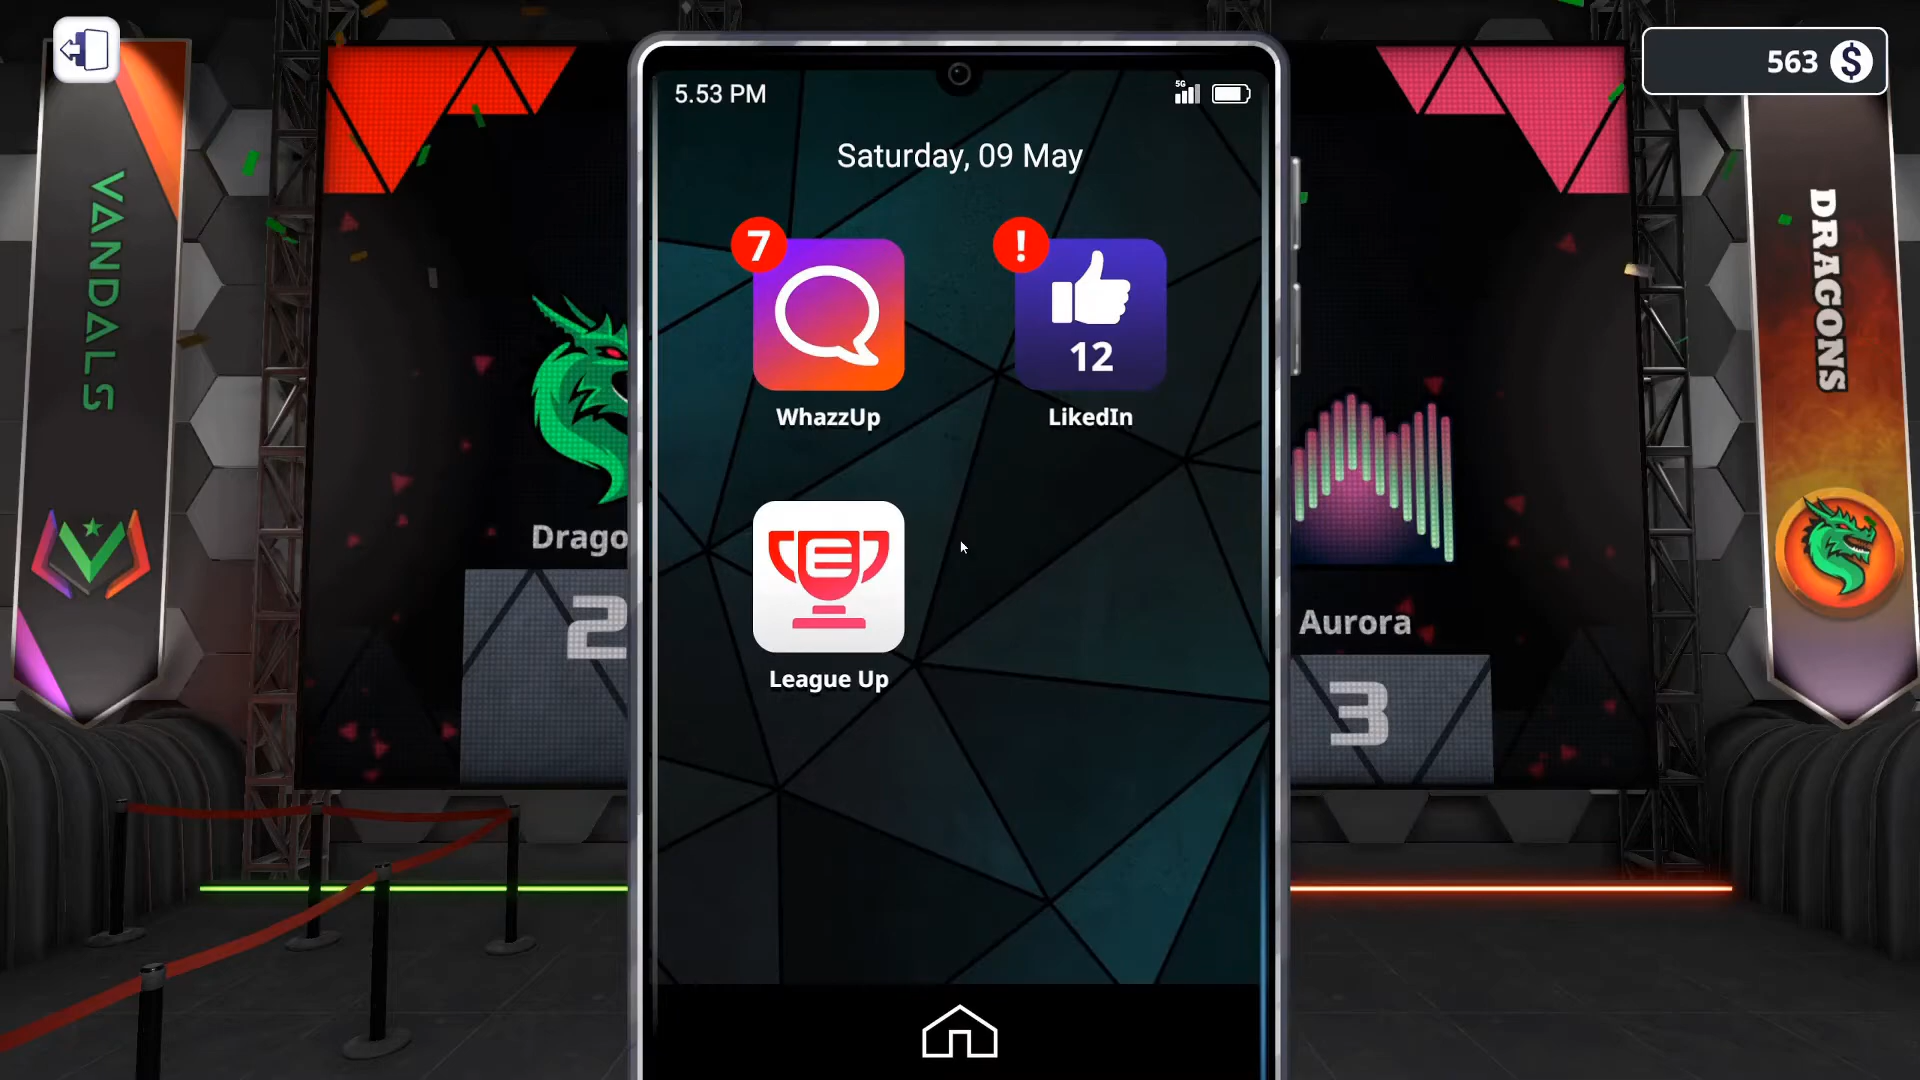 563 $
5.53 PM
5G
Saturday, 09 May
7
!
12
WhazzUp
LikedIn
League Up
VANDALS
DRAGONS
Drago
2
Aurora
3